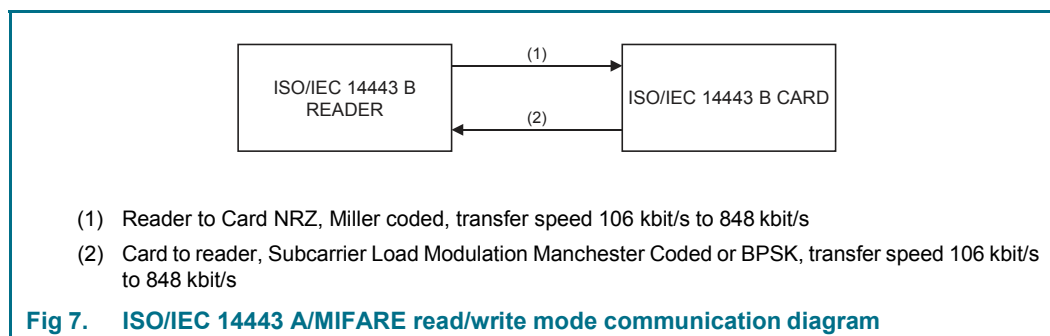 (1)
ISO/IEC 14443 B
READER
ISO/IEC 14443 B CARD
(2)
(1) Reader to Card NRZ, Miller coded, transfer speed 106 kbit/s to 848 kbit/s
(2) Card to reader, Subcarrier Load Modulation Manchester Coded or BPSK, transfer speed 106 kbit/s
to 848 kbit/s
Fig 7. ISO/IEC 14443 A/MIFARE read/write mode communication diagram